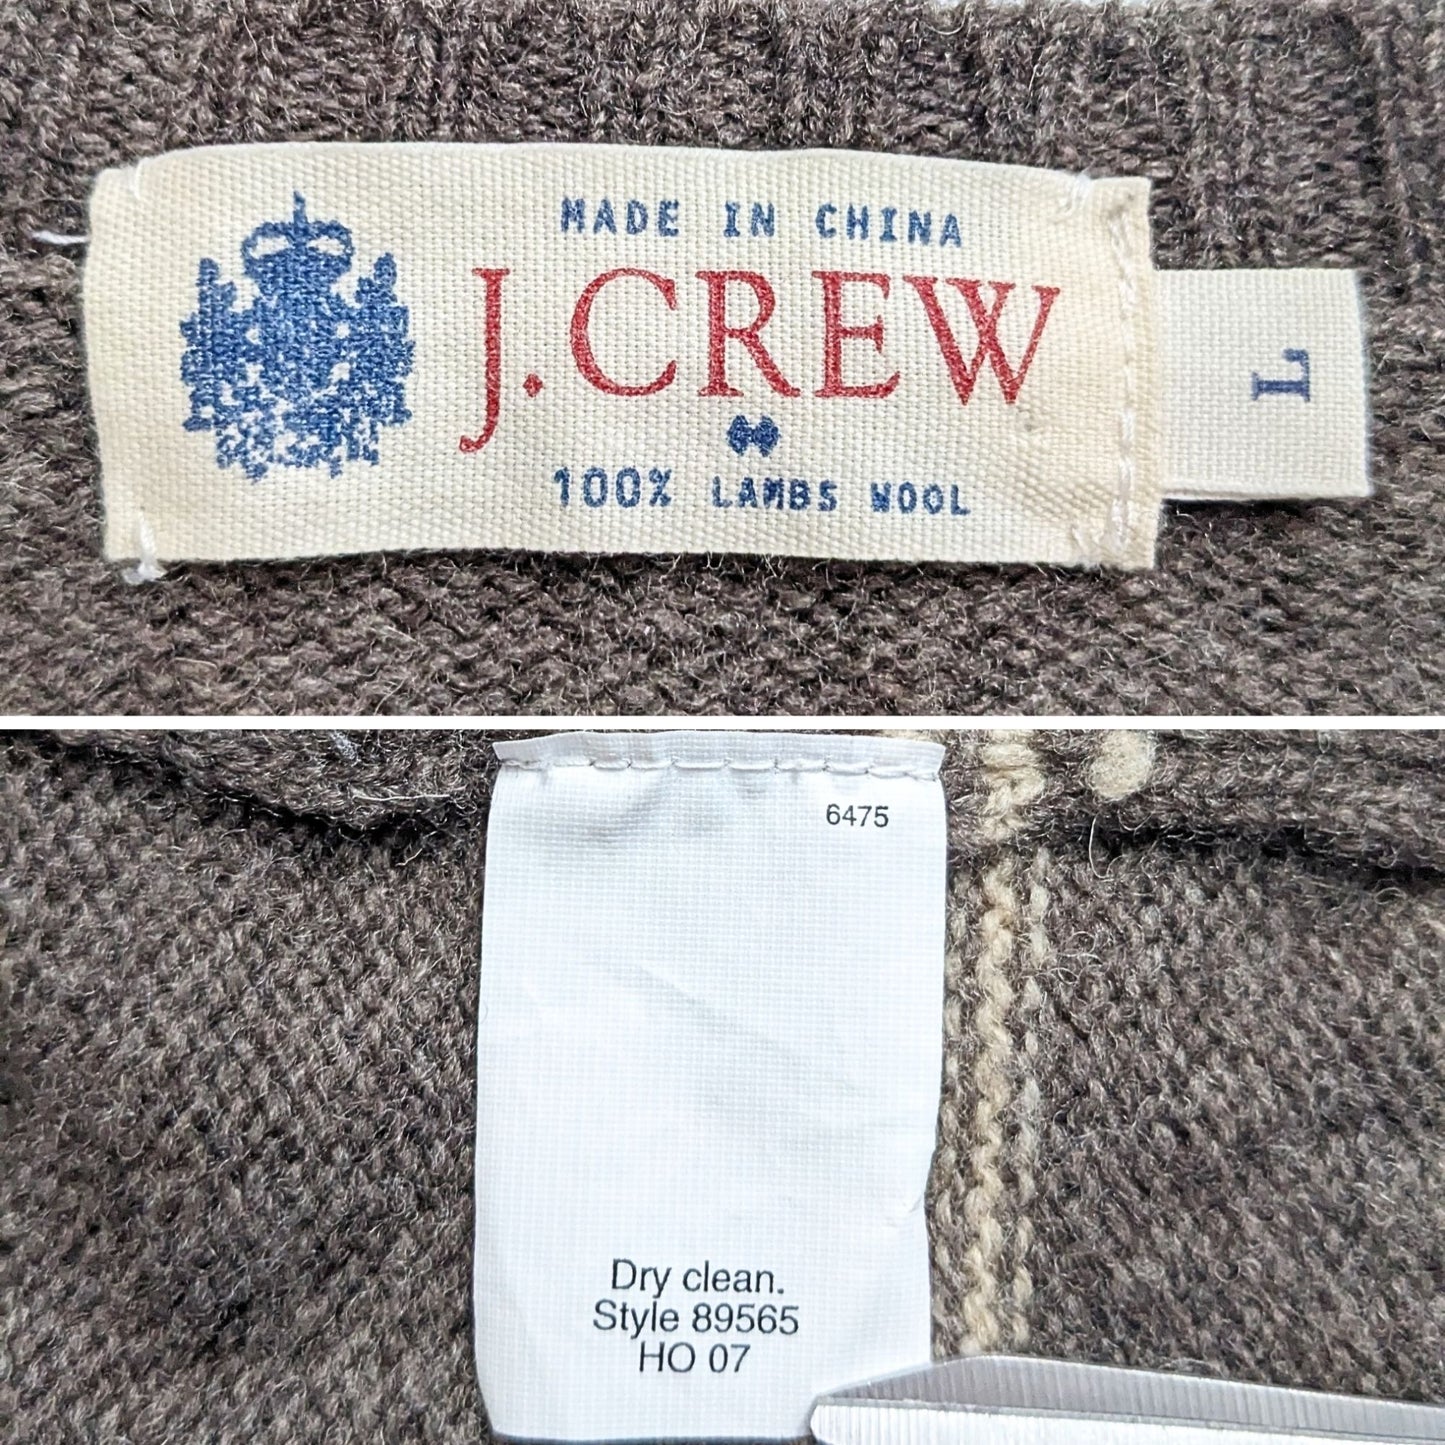 MADE IN CHINA
J.CREW
100% LAMBS WOOL
L
6475
Dry clean.
Style 89565
HO 07